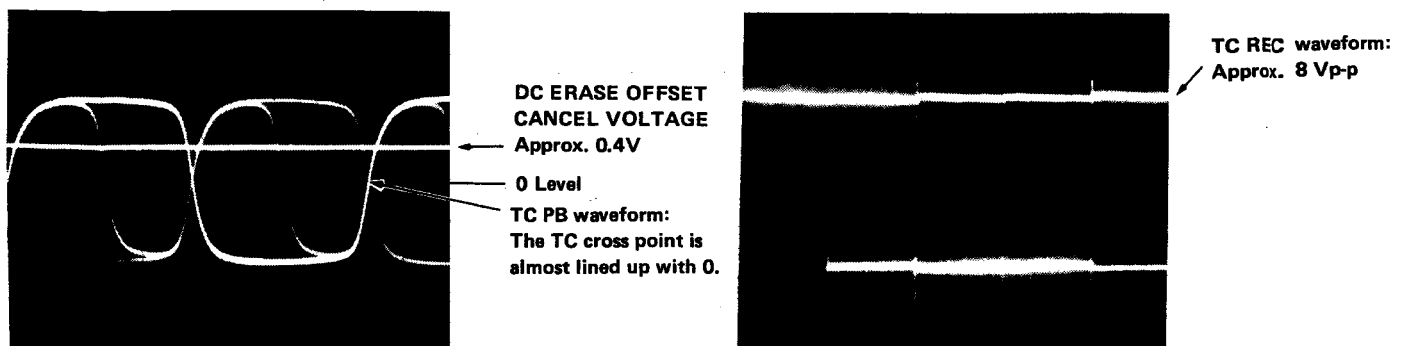 DC ERASE OFFSET
CANCEL VOLTAGE
Approx. 0.4V
0 Level
TC PB waveform:
The TC cross point is
almost lined up with 0.
TC REC waveform:
Approx. 8 Vp-p